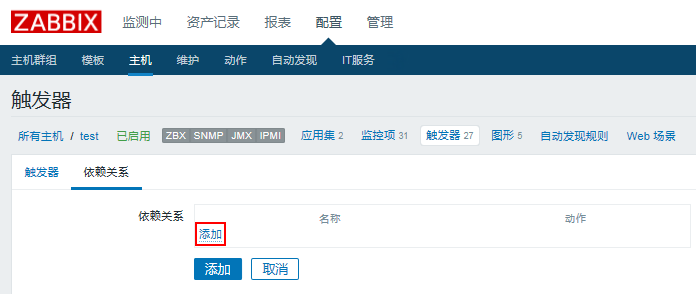 ZABBIX 监测中 资产记录 报表 配置 管理
主机群组 模板 主机 维护 动作 自动发现 IT服务
触发器
所有主机 / test 已启用 ZBX SNMP JMX IPMI 应用集 2 监控项 31 触发器 27 图形 5 自动发现规则 Web 场景
触发器 依赖关系
依赖关系 名称 动作
添加
添加 取消